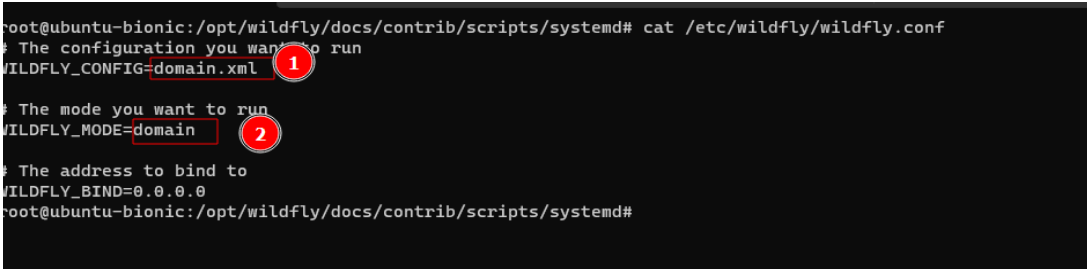 root@ubuntu-bionic:/opt/wildfly/docs/contrib/scripts/systemd# cat /etc/wildfly/wildfly.conf
# The configuration you want to run
WILDFLY_CONFIG=domain.xml
1
# The mode you want to run
WILDFLY_MODE=domain
2
# The address to bind to
WILDFLY_BIND=0.0.0.0
root@ubuntu-bionic:/opt/wildfly/docs/contrib/scripts/systemd#